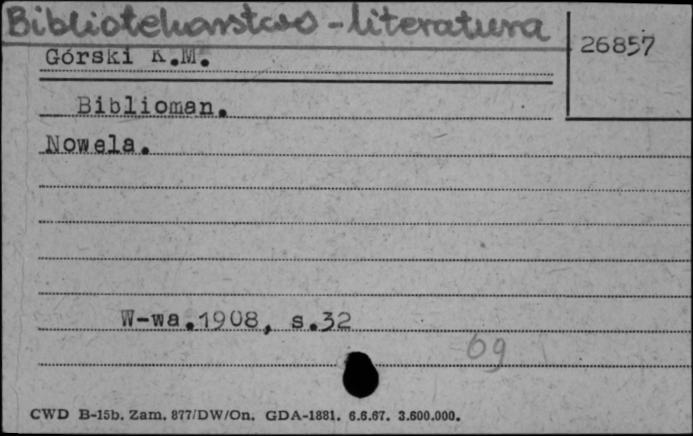 Bibliotekarstwo - literatura
26857
Górski K.M.
Biblioman.
Nowela.
W-wa.1908, s.32
69
CWD B-15b. Zam. 877/DW/On. GDA-1881. 6.6.67. 3.600.000.